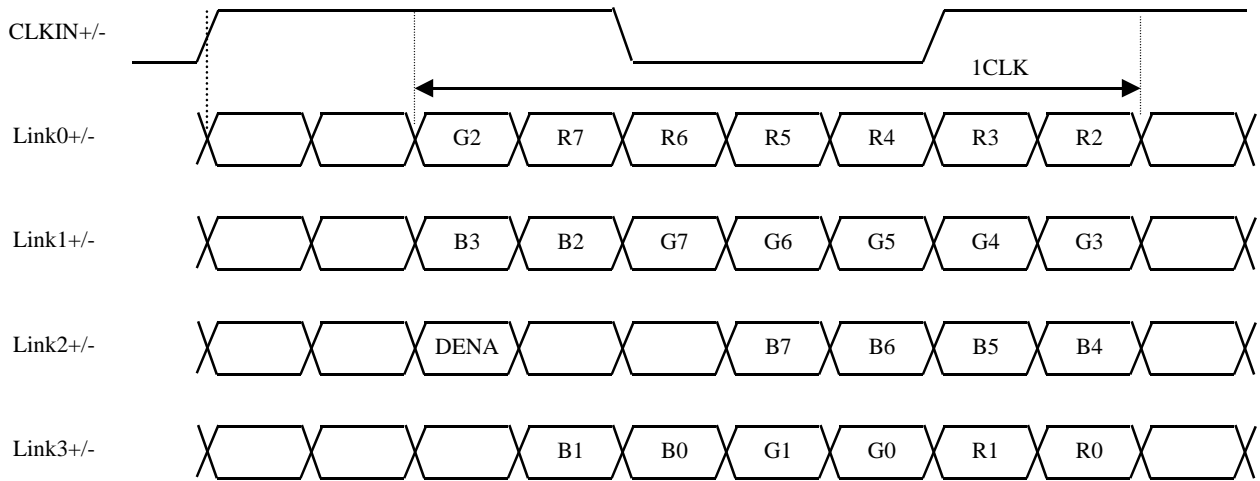 CLKIN+/-
1CLK
Link0+/- G2 R7 R6 R5 R4 R3 R2
Link1+/- B3 B2 G7 G6 G5 G4 G3
Link2+/- DENA B7 B6 B5 B4
Link3+/- B1 B0 G1 G0 R1 R0